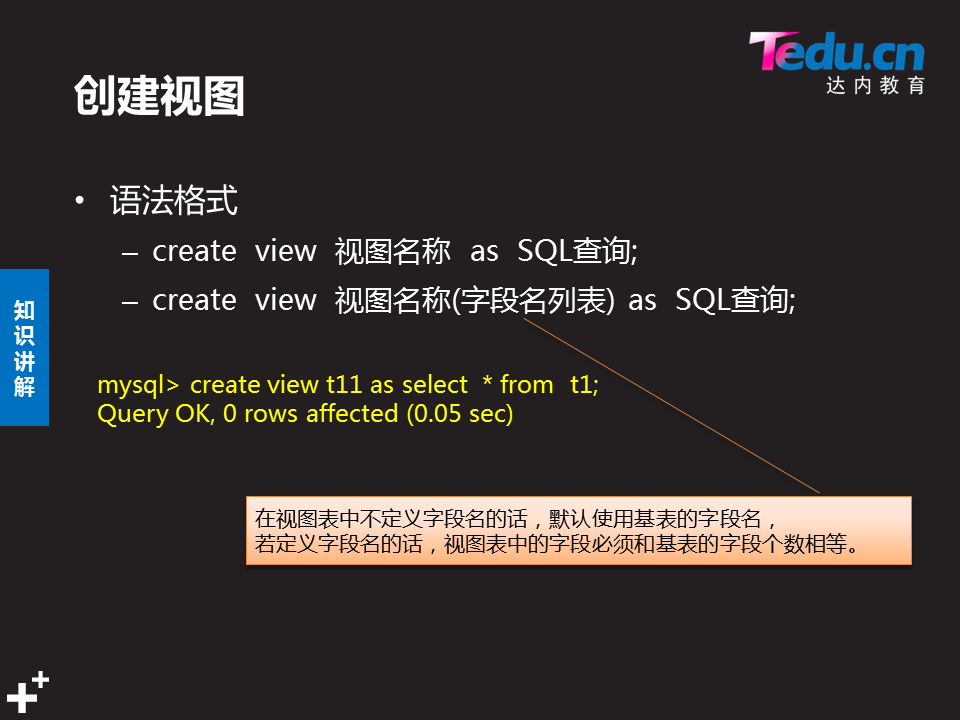 Tedu.cn
达内教育
创建视图
• 语法格式
– create view 视图名称 as SQL查询;
– create view 视图名称(字段名列表) as SQL查询;
知识讲解
mysql> create view t11 as select * from t1;
Query OK, 0 rows affected (0.05 sec)
在视图表中不定义字段名的话，默认使用基表的字段名，
若定义字段名的话，视图表中的字段必须和基表的字段个数相等。